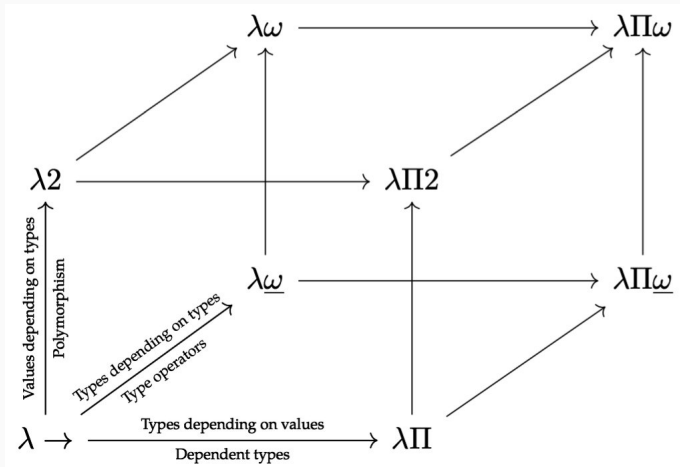 λω
λΠω
λ2
λΠ2
Values depending on types
Polymorphism
λω̲
λΠω̲
Types depending on types
Type operators
λ→
Types depending on values
Dependent types
λΠ